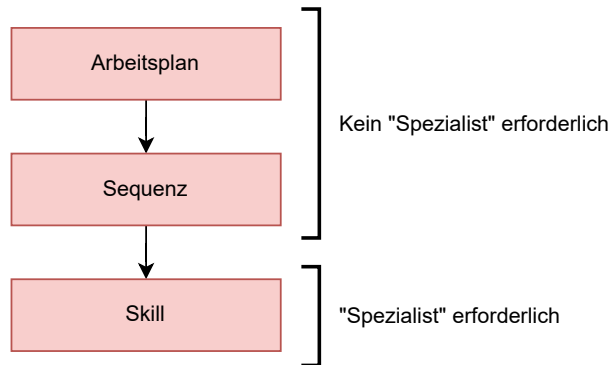 Arbeitsplan
Kein "Spezialist" erforderlich
Sequenz
Skill
"Spezialist" erforderlich